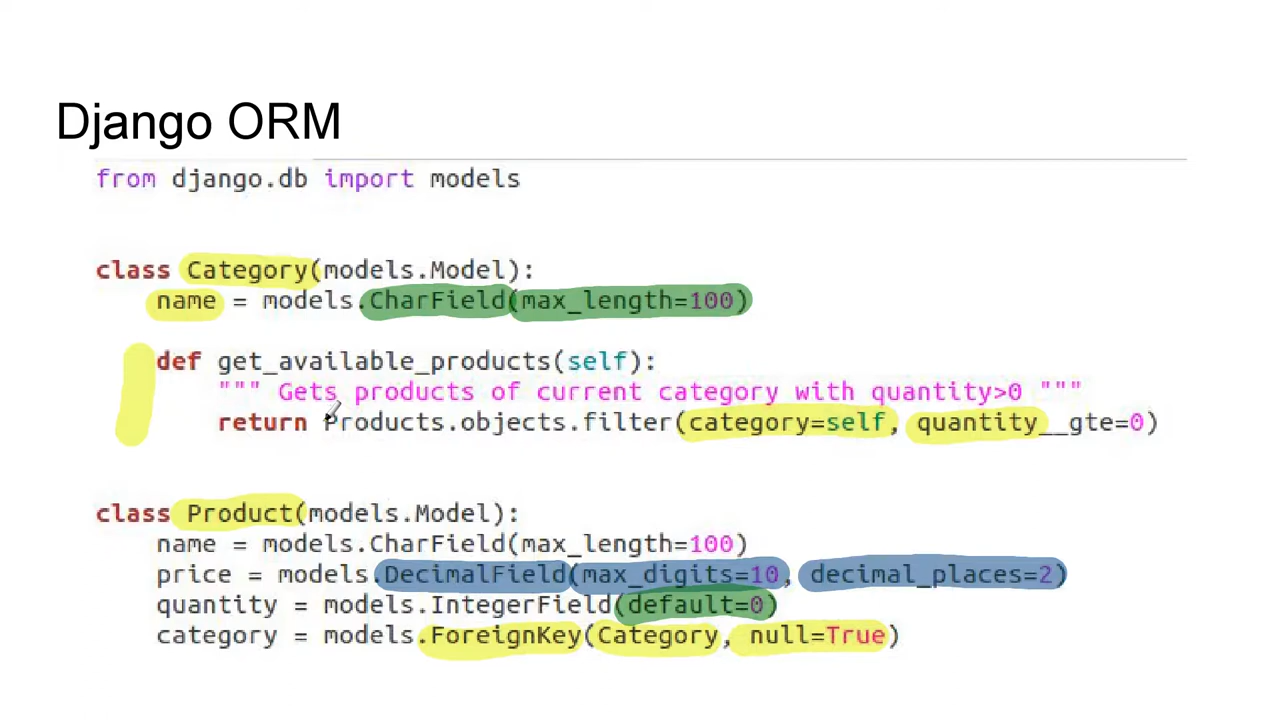 Django ORM
from django.db import models
class Category(models.Model):
name = models.CharField(max_length=100)
def get_available_products(self):
""" Gets products of current category with quantity>0 """
return Products.objects.filter(category=self, quantity__gte=0)
class Product(models.Model):
name = models.CharField(max_length=100)
price = models.DecimalField(max_digits=10, decimal_places=2)
quantity = models.IntegerField(default=0)
category = models.ForeignKey(Category, null=True)